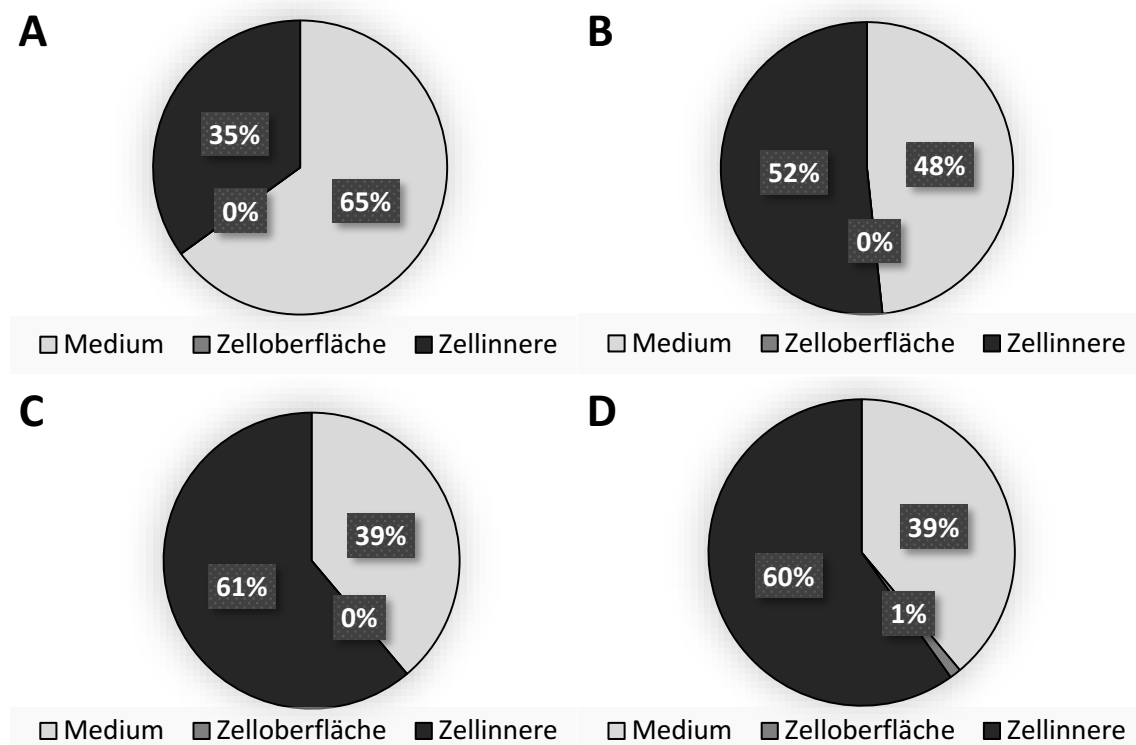 A
35%
0%
65%
Medium Zelloberfläche Zellinnere
B
52%
48%
0%
Medium Zelloberfläche Zellinnere
C
39%
61%
0%
Medium Zelloberfläche Zellinnere
D
39%
60%
1%
Medium Zelloberfläche Zellinnere